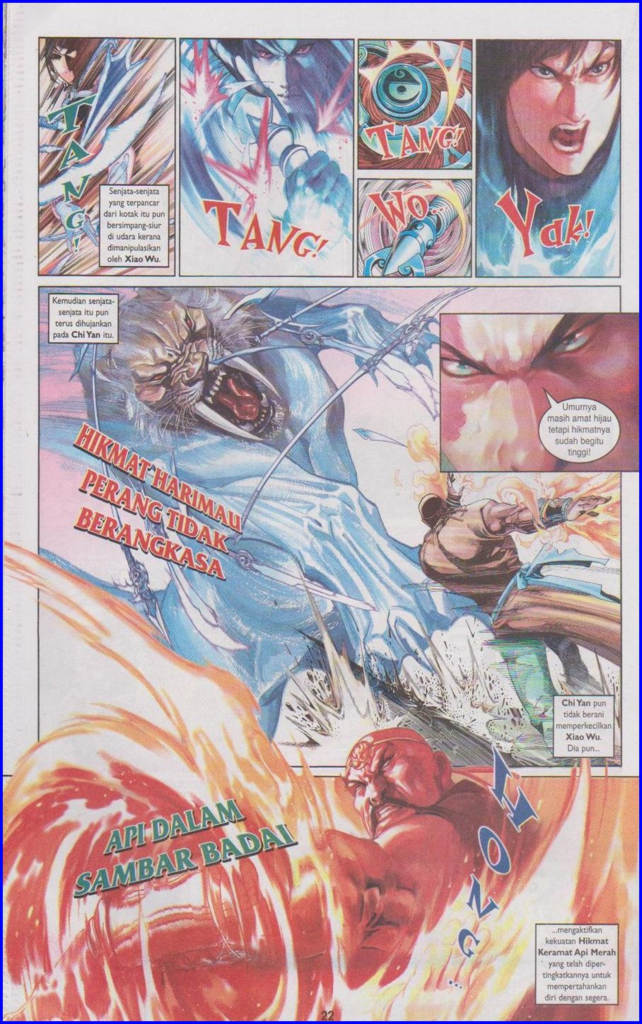 TANG!
Senjata-senjata
yang terpancar
dari kotak itu pun
bersimpang-siur
di udara kerana
dimanipulasikan
oleh Xiao Wu.
TANG!
TANG!
Wo...
Yak!
Kemudian senjata-
senjata itu pun
terus dihujankan
pada Chi Yan itu.
Umurnya
masih amat hijau
tetapi hikmatnya
sudah begitu
tinggi!
HIKMAT HARIMAU
PERANG TIDAK
BERANGKASA
Chi Yan pun
tidak berani
memperkecilkan
Xiao Wu.
Dia pun...
API DALAM
SAMBAR BADAI
HONG...
...mengaktifkan
kekuatan Hikmat
Keramat Api Merah
yang telah diper-
tingkatkannya untuk
mempertahankan
diri dengan segera.
22